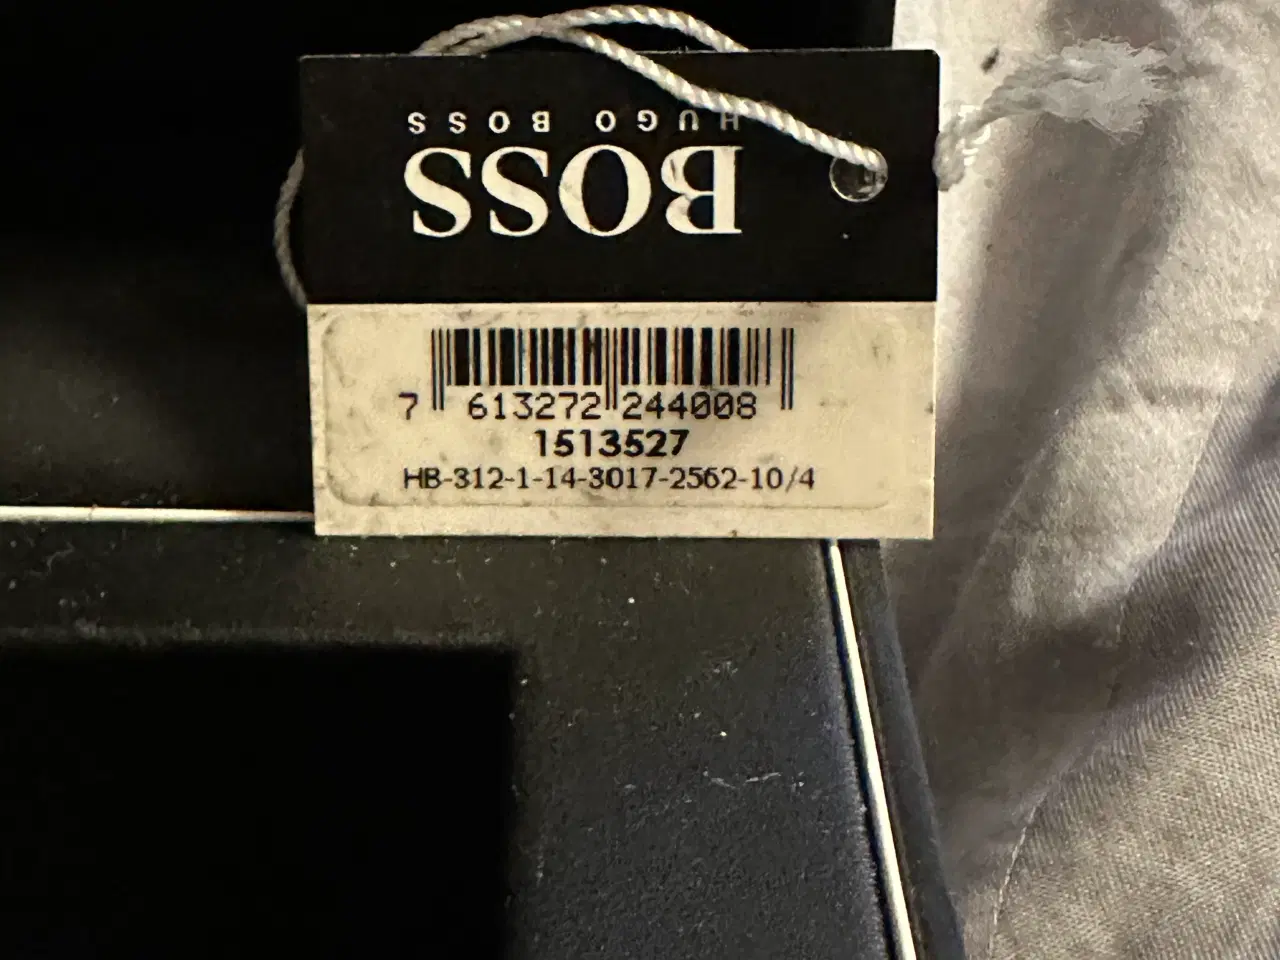 HUGO BOSS
BOSS
7 613272 244008
1513527
HB-312-1-14-3017-2562-10/4